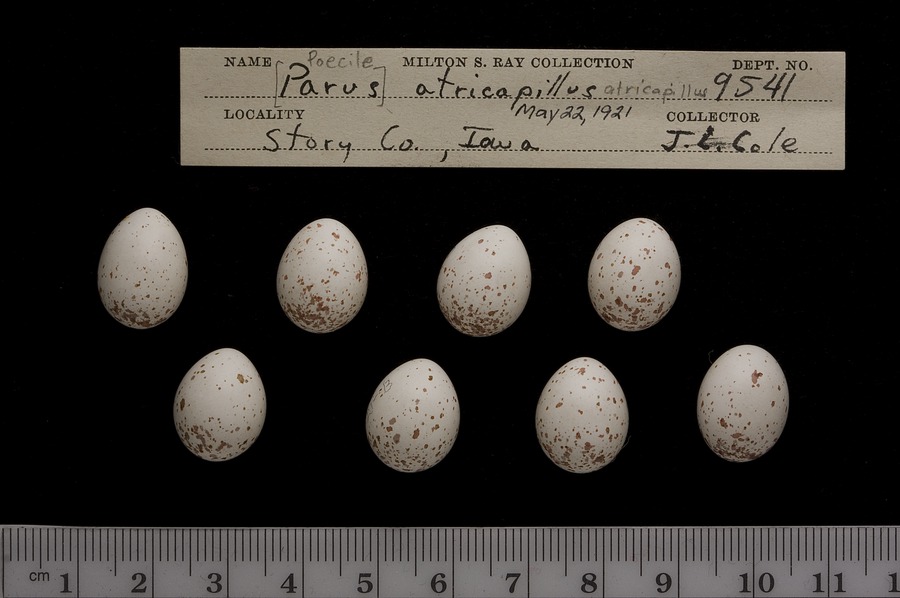 Poecile
NAME MILTON S. RAY COLLECTION DEPT. NO.
[Parus] atricapillus atricapillus 9541
LOCALITY May 22, 1921 COLLECTOR
Story Co., Iowa J. L. Cole
B
cm 1 2 3 4 5 6 7 8 9 10 11 1